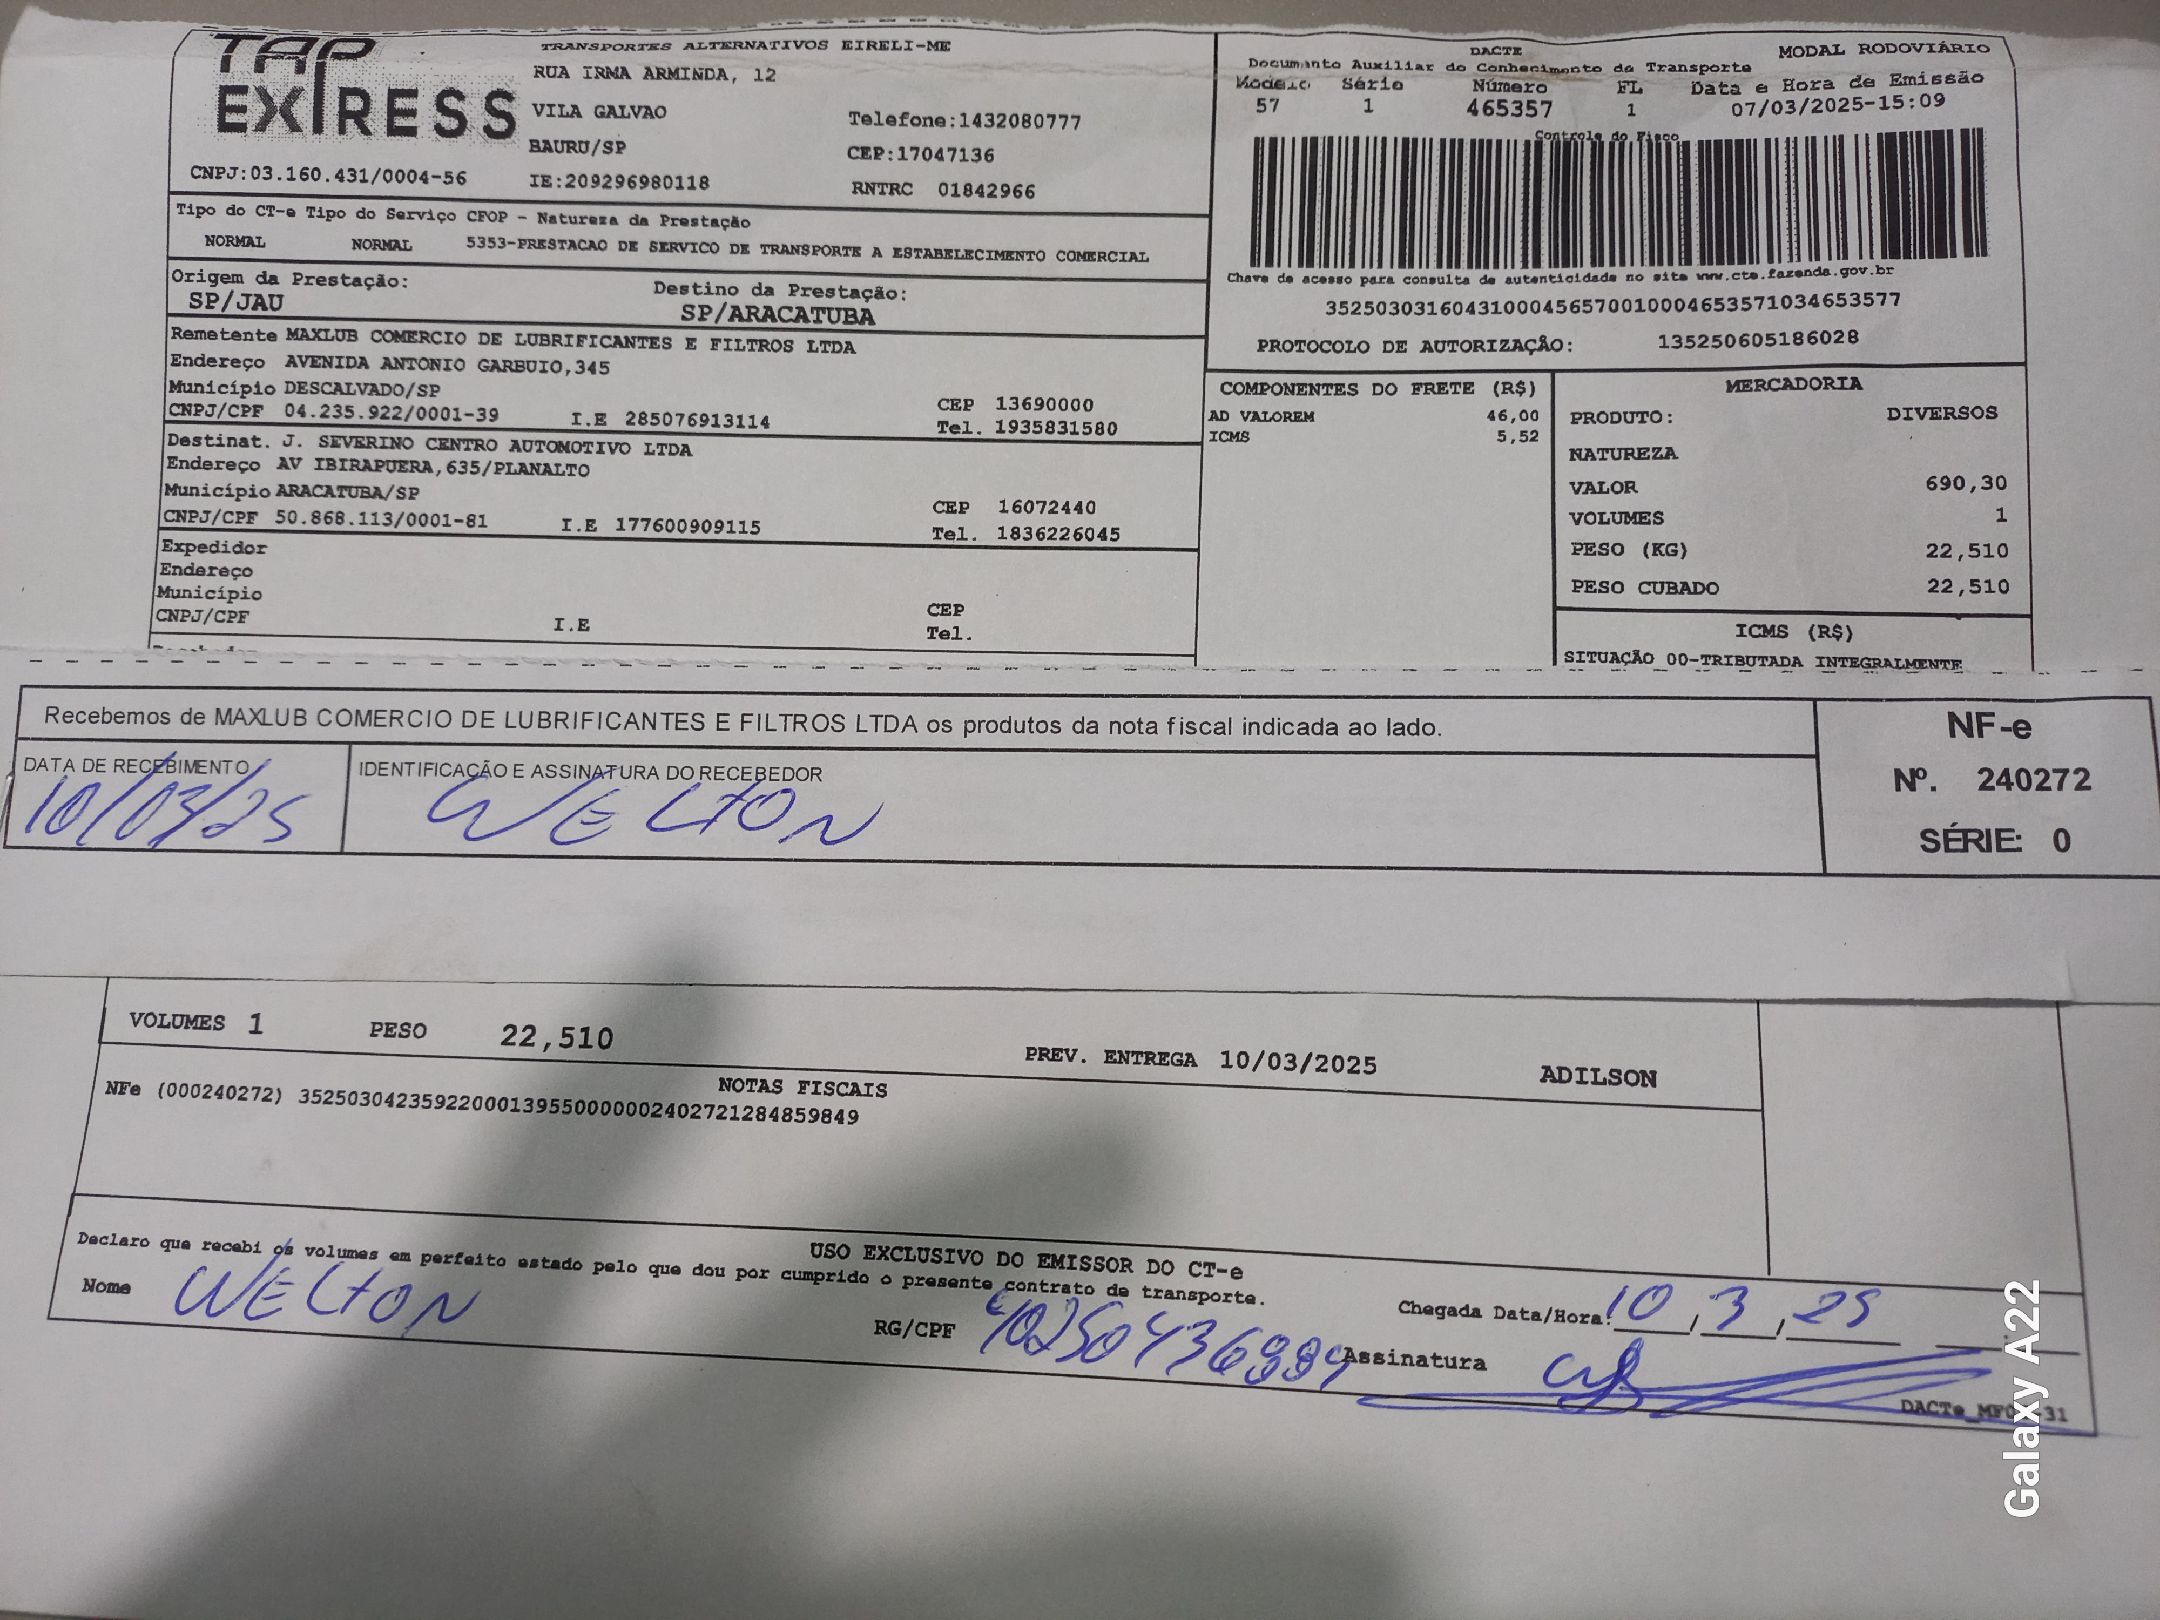 TAP EXPRESS
TRANSPORTES ALTERNATIVOS EIRELI-ME
RUA IRMA ARMINDA, 12
VILA GALVAO Telefone:1432080777
BAURU/SP CEP:17047136
CNPJ:03.160.431/0004-56 IE:209296980118 RNTRC 01842966
DACTE MODAL RODOVIÁRIO
Documento Auxiliar do Conhecimento de Transporte
Modelo Série Número FL Data e Hora de Emissão
57 1 465357 1 07/03/2025-15:09
Controle do Fisco
Chave de acesso para consulta de autenticidade no site www.cte.fazenda.gov.br
35250303160431000456570010004653571034653577
PROTOCOLO DE AUTORIZAÇÃO: 135250605186028
Tipo do CT-e Tipo do Serviço CFOP - Natureza da Prestação
NORMAL NORMAL 5353-PRESTACAO DE SERVICO DE TRANSPORTE A ESTABELECIMENTO COMERCIAL
Origem da Prestação: Destino da Prestação:
SP/JAU SP/ARACATUBA
Remetente MAXLUB COMERCIO DE LUBRIFICANTES E FILTROS LTDA
Endereço AVENIDA ANTONIO GARBUIO,345
Município DESCALVADO/SP CEP 13690000
CNPJ/CPF 04.235.922/0001-39 I.E 285076913114 Tel. 1935831580
Destinat. J. SEVERINO CENTRO AUTOMOTIVO LTDA
Endereço AV IBIRAPUERA,635/PLANALTO
Município ARACATUBA/SP CEP 16072440
CNPJ/CPF 50.868.113/0001-81 I.E 177600909115 Tel. 1836226045
Expedidor
Endereço
Município CEP
CNPJ/CPF I.E Tel.
COMPONENTES DO FRETE (R$)
AD VALOREM 46,00
ICMS 5,52
MERCADORIA
PRODUTO: DIVERSOS
NATUREZA
VALOR 690,30
VOLUMES 1
PESO (KG) 22,510
PESO CUBADO 22,510
ICMS (R$)
SITUAÇÃO 00-TRIBUTADA INTEGRALMENTE
Recebemos de MAXLUB COMERCIO DE LUBRIFICANTES E FILTROS LTDA os produtos da nota fiscal indicada ao lado.
DATA DE RECEBIMENTO IDENTIFICAÇÃO E ASSINATURA DO RECEBEDOR
10/03/25 WELTON
NF-e
Nº. 240272
SÉRIE: 0
VOLUMES 1 PESO 22,510 PREV. ENTREGA 10/03/2025 ADILSON
NOTAS FISCAIS
NFe (000240272) 35250304235922000139550000002402721284859849
USO EXCLUSIVO DO EMISSOR DO CT-e
Declaro que recebi os volumes em perfeito estado pelo que dou por cumprido o presente contrato de transporte.
Nome WELTON RG/CPF Chegada Data/Hora: 10, 3, 25
Assinatura
Galaxy A22